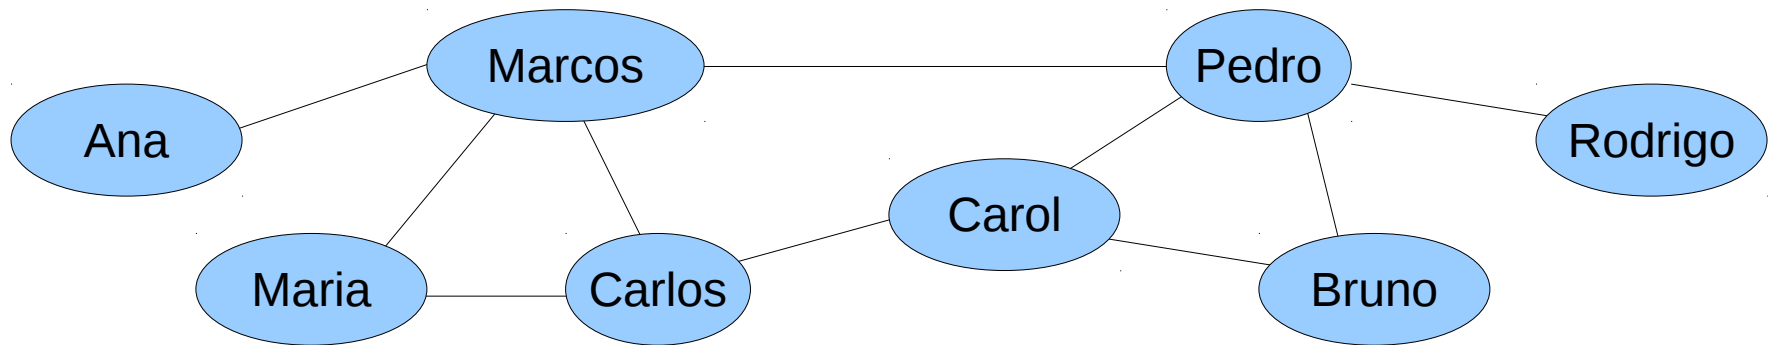 Marcos
Pedro
Ana
Rodrigo
Carol
Maria
Carlos
Bruno